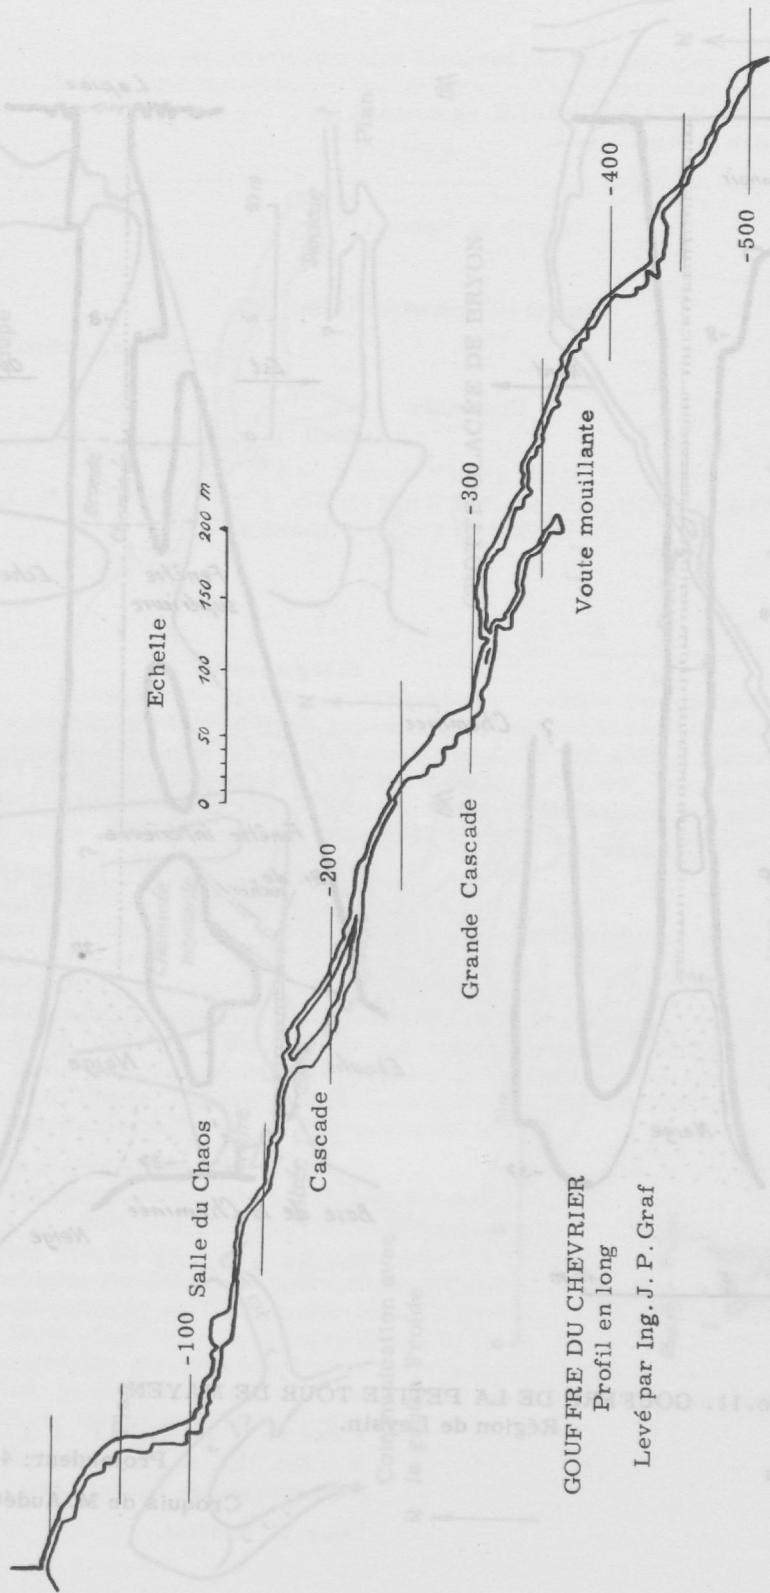 GOUFFRE DU CHEVRIER
Profil en long
Levé par Ing. J. P. Graf
-100
Salle du Chaos
Cascade
-200
Grande Cascade
-300
Voute mouillante
-400
-500
Echelle
0 50 100 150 200 m